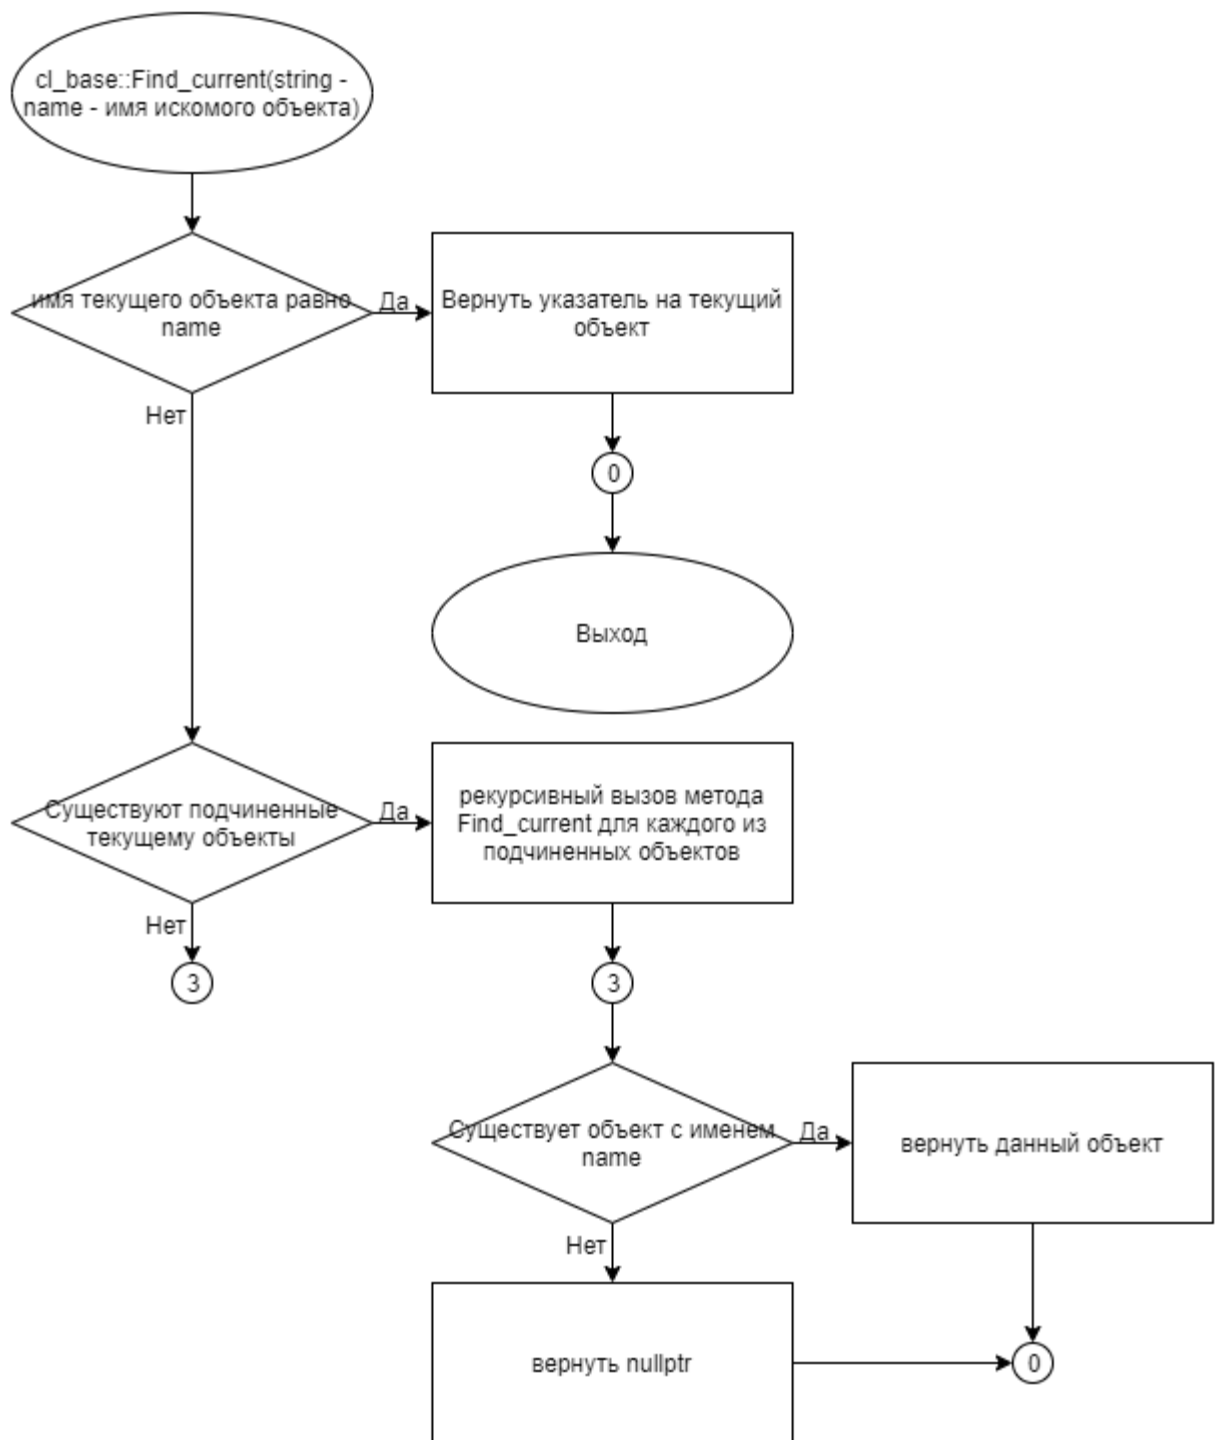 cl_base::Find_current(string -
name - имя искомого объекта)
имя текущего объекта равно
name
Да
Вернуть указатель на текущий
объект
Нет
0
Выход
Существуют подчиненные
текущему объекты
Да
рекурсивный вызов метода
Find_current для каждого из
подчиненных объектов
Нет
3
3
Существует объект с именем
name
Да
вернуть данный объект
Нет
вернуть nullptr
0